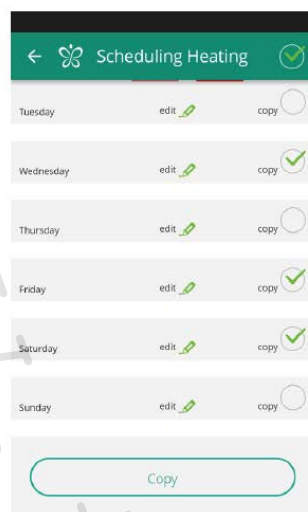 Scheduling Heating
Tuesday edit copy
Wednesday edit copy
Thursday edit copy
Friday edit copy
Saturday edit copy
Sunday edit copy
Copy